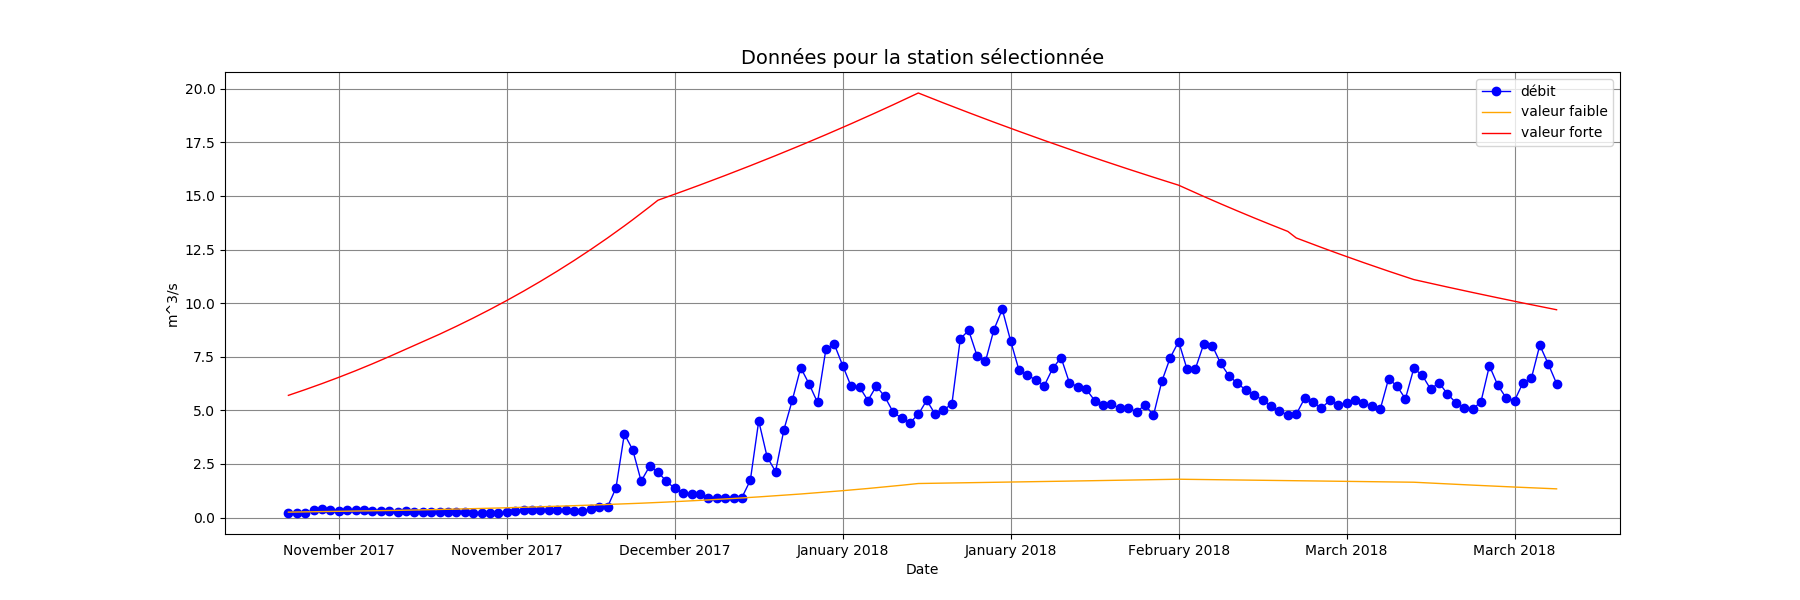 Données pour la station sélectionnée
20.0
17.5
15.0
12.5
10.0
7.5
5.0
2.5
0.0
m^3/s
débit
valeur faible
valeur forte
November 2017 November 2017 December 2017 January 2018 January 2018 February 2018 March 2018 March 2018
Date